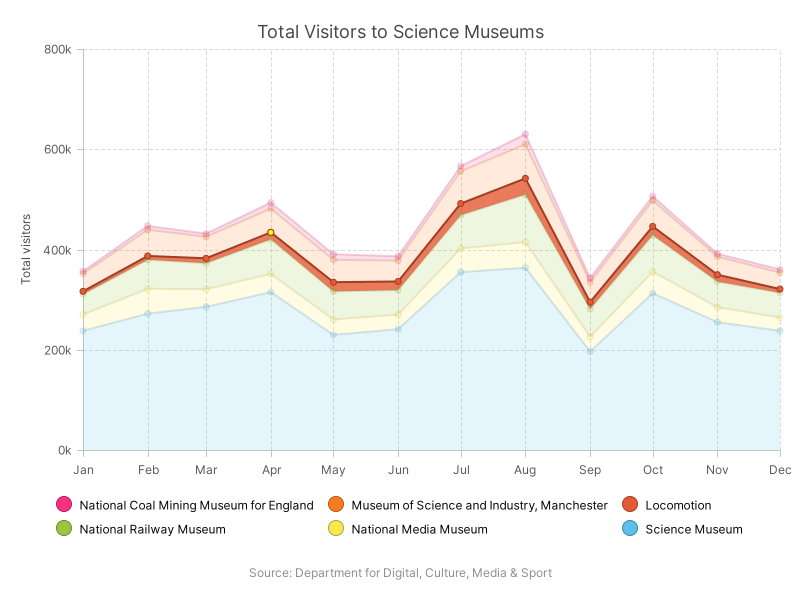 Total Visitors to Science Museums
800k
600k
400k
200k
0k
Total visitors
Jan Feb Mar Apr May Jun Jul Aug Sep Oct Nov Dec
National Coal Mining Museum for England Museum of Science and Industry, Manchester Locomotion
National Railway Museum National Media Museum Science Museum
Source: Department for Digital, Culture, Media & Sport